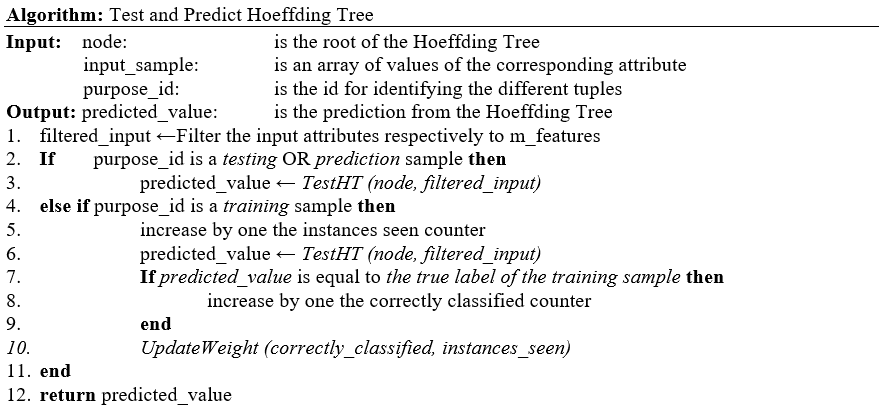 Algorithm: Test and Predict Hoeffding Tree
Input: node: is the root of the Hoeffding Tree
input_sample: is an array of values of the corresponding attribute
purpose_id: is the id for identifying the different tuples
Output: predicted_value: is the prediction from the Hoeffding Tree
1. filtered_input ←Filter the input attributes respectively to m_features
2. If purpose_id is a testing OR prediction sample then
3. predicted_value ← TestHT (node, filtered_input)
4. else if purpose_id is a training sample then
5. increase by one the instances seen counter
6. predicted_value ← TestHT (node, filtered_input)
7. If predicted_value is equal to the true label of the training sample then
8. increase by one the correctly classified counter
9. end
10. UpdateWeight (correctly_classified, instances_seen)
11. end
12. return predicted_value